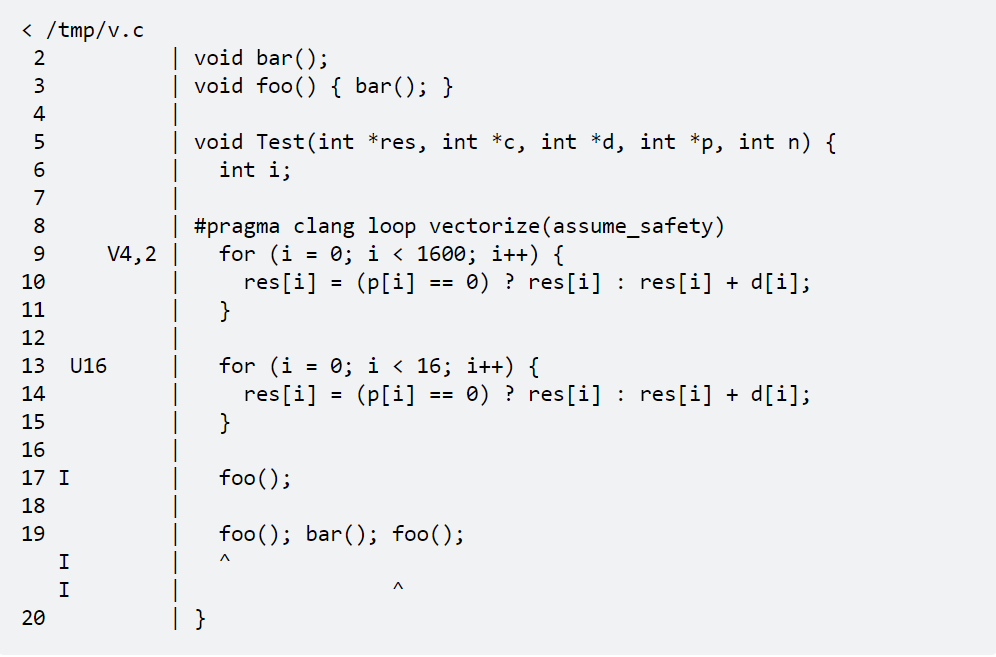 < /tmp/v.c
 2          | void bar();
 3          | void foo() { bar(); }
 4          |
 5          | void Test(int *res, int *c, int *d, int *p, int n) {
 6          |   int i;
 7          |
 8          | #pragma clang loop vectorize(assume_safety)
 9     V4,2 |   for (i = 0; i < 1600; i++) {
10          |     res[i] = (p[i] == 0) ? res[i] : res[i] + d[i];
11          |   }
12          |
13  U16     |   for (i = 0; i < 16; i++) {
14          |     res[i] = (p[i] == 0) ? res[i] : res[i] + d[i];
15          |   }
16          |
17 I        |   foo();
18          |
19          |   foo(); bar(); foo();
   I        |   ^
   I        |                 ^
20          | }